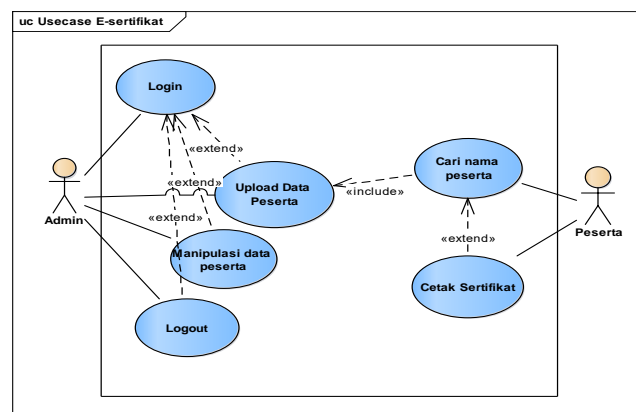 uc Usecase E-sertifikat
Login
«extend»
«extend»
«extend»
Admin
Upload Data
Peserta
Manipulasi data
peserta
Logout
«include»
Cari nama
peserta
«extend»
Cetak Sertifikat
Peserta